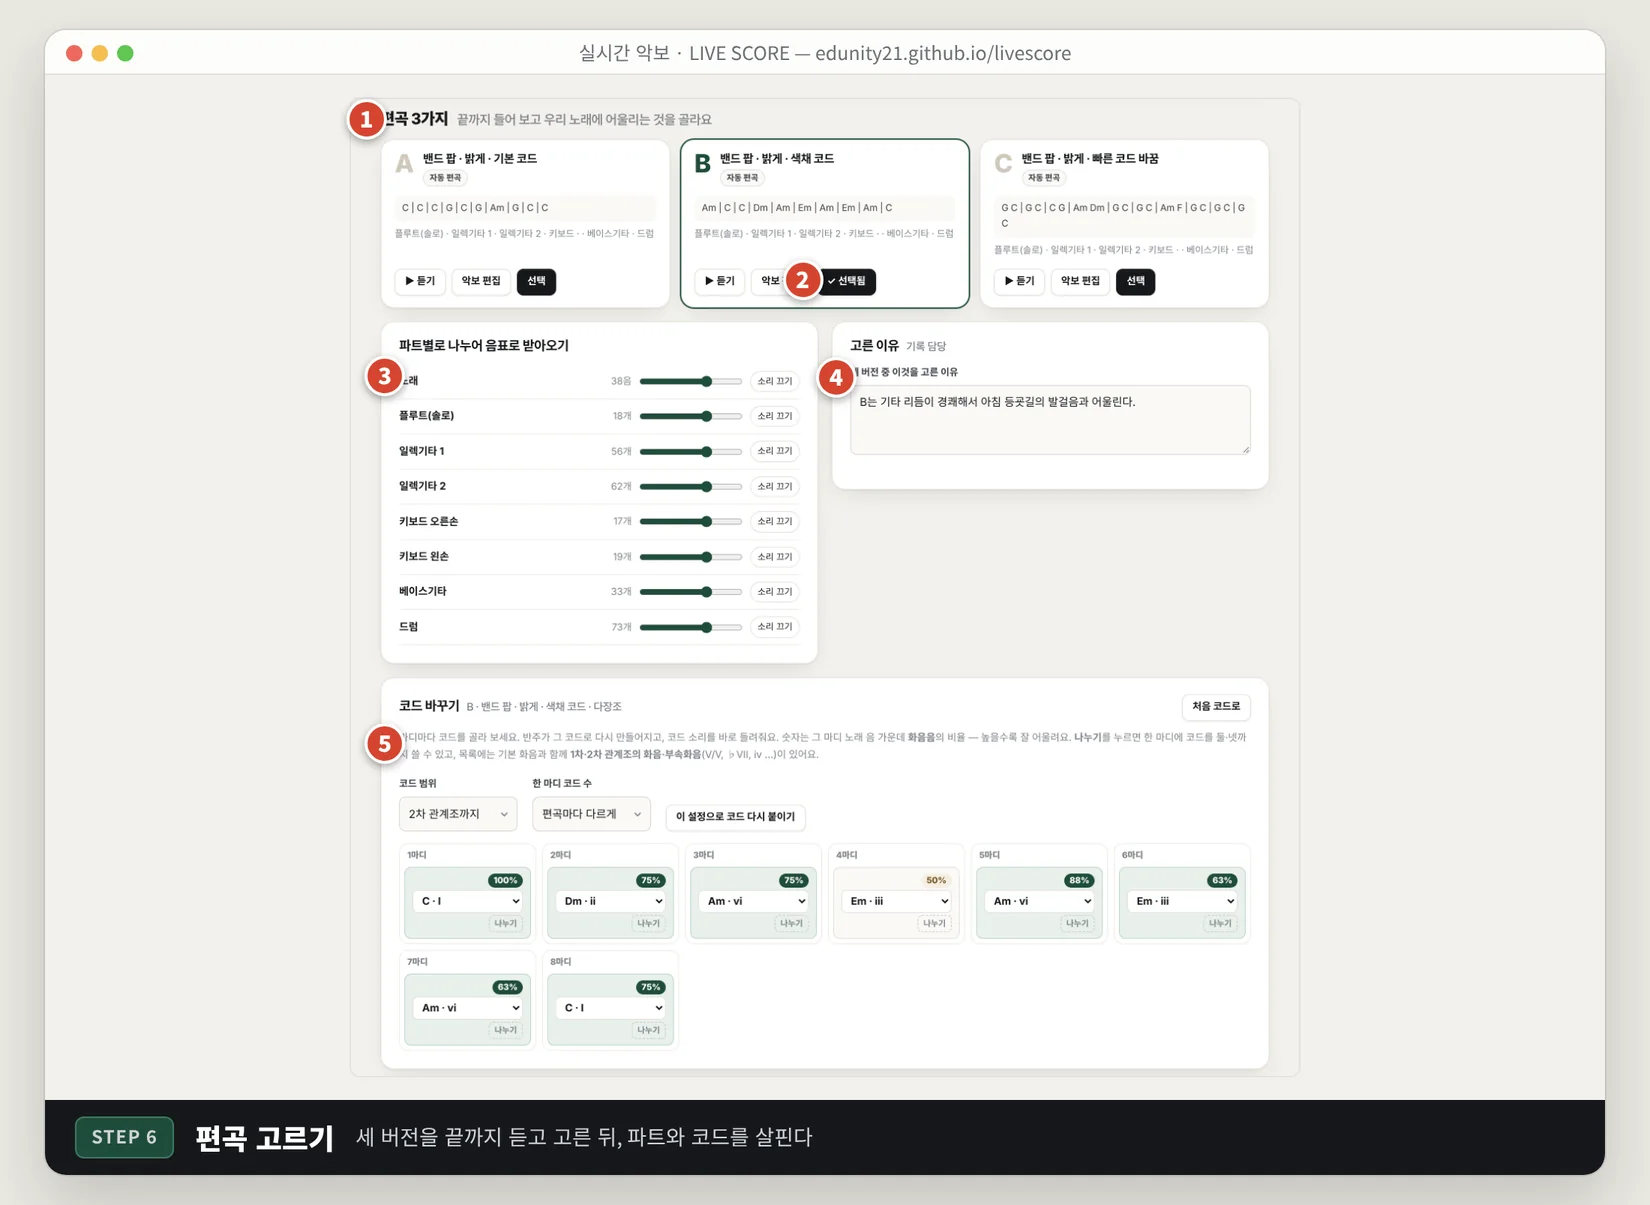 실시간 악보 · LIVE SCORE — edunity21.github.io/livescore
1
편곡 3가지 끝까지 들어 보고 우리 노래에 어울리는 것을 골라요
A 밴드 팝 · 밝게 · 기본 코드
자동 편곡
C | C | C | G | C | G | Am | G | C | C
플루트(솔로) · 일렉기타 1 · 일렉기타 2 · 키보드 · · 베이스기타 · 드럼
▶ 듣기 악보 편집 선택
B 밴드 팝 · 밝게 · 색채 코드
자동 편곡
Am | C | C | Dm | Am | Em | Am | Em | Am | C
플루트(솔로) · 일렉기타 1 · 일렉기타 2 · 키보드 · · 베이스기타 · 드럼
▶ 듣기 악보 2 ✓ 선택됨
C 밴드 팝 · 밝게 · 빠른 코드 바꿈
자동 편곡
G C | G C | C G | Am Dm | G C | G C | Am F | G C | G C | G
C
플루트(솔로) · 일렉기타 1 · 일렉기타 2 · 키보드 · · 베이스기타 · 드럼
▶ 듣기 악보 편집 선택
파트별로 나누어 음표로 받아오기
3
래 38음 소리 끄기
플루트(솔로) 18개 소리 끄기
일렉기타 1 56개 소리 끄기
일렉기타 2 62개 소리 끄기
키보드 오른손 17개 소리 끄기
키보드 왼손 19개 소리 끄기
베이스기타 33개 소리 끄기
드럼 73개 소리 끄기
고른 이유 기록 담당
4
버전 중 이것을 고른 이유
B는 기타 리듬이 경쾌해서 아침 등굣길의 발걸음과 어울린다.
코드 바꾸기 B · 밴드 팝 · 밝게 · 색채 코드 · 다장조
처음 코드로
5
마디마다 코드를 골라 보세요. 반주가 그 코드로 다시 만들어지고, 코드 소리를 바로 들려줘요. 숫자는 그 마디 노래 음 가운데 화음음의 비율 — 높을수록 잘 어울려요. 나누기를 누르면 한 마디에 코드를 둘·넷까
지 쓸 수 있고, 목록에는 기본 화음과 함께 1차·2차 관계조의 화음·부속화음(V/V, ♭VII, iv …)이 있어요.
코드 범위 한 마디 코드 수
2차 관계조까지 편곡마다 다르게 이 설정으로 코드 다시 붙이기
1마디 2마디 3마디 4마디 5마디 6마디
100% 75% 75% 50% 88% 63%
C · I Dm · ii Am · vi Em · iii Am · vi Em · iii
나누기 나누기 나누기 나누기 나누기 나누기
7마디 8마디
63% 75%
Am · vi C · I
나누기 나누기
STEP 6 편곡 고르기 세 버전을 끝까지 듣고 고른 뒤, 파트와 코드를 살핀다